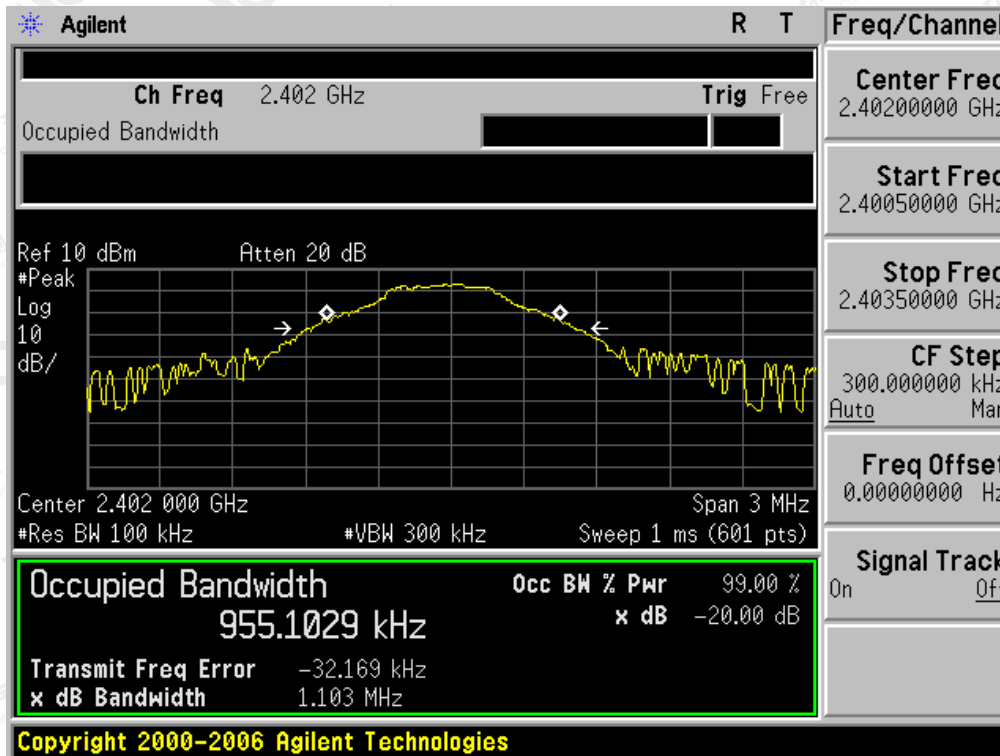 Agilent R T
Ch Freq 2.402 GHz Trig Free
Occupied Bandwidth
Ref 10 dBm Atten 20 dB
#Peak
Log
10
dB/
Center 2.402 000 GHz Span 3 MHz
#Res BW 100 kHz #VBW 300 kHz Sweep 1 ms (601 pts)
Occupied Bandwidth Occ BW % Pwr 99.00 %
955.1029 kHz x dB -20.00 dB
Transmit Freq Error -32.169 kHz
x dB Bandwidth 1.103 MHz
Copyright 2000-2006 Agilent Technologies
Freq/Channel
Center Freq
2.40200000 GHz
Start Freq
2.40050000 GHz
Stop Freq
2.40350000 GHz
CF Step
300.000000 kHz
Auto Man
Freq Offset
0.00000000 Hz
Signal Track
On Off